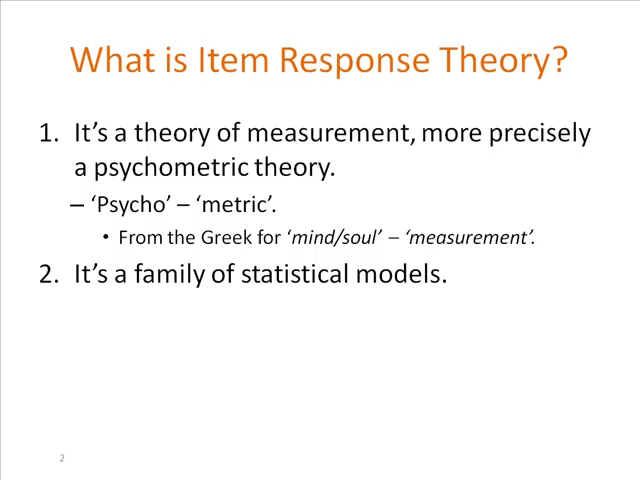 What is Item Response Theory?
1. It’s a theory of measurement, more precisely
a psychometric theory.
– ‘Psycho’ – ‘metric’.
• From the Greek for ‘mind/soul’ – ‘measurement’.
2. It’s a family of statistical models.
2